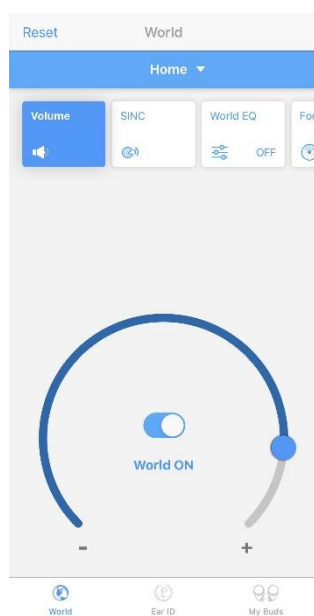 Reset World
Home
Volume SINC World EQ
OFF
World ON
- +
World Ear ID My Buds